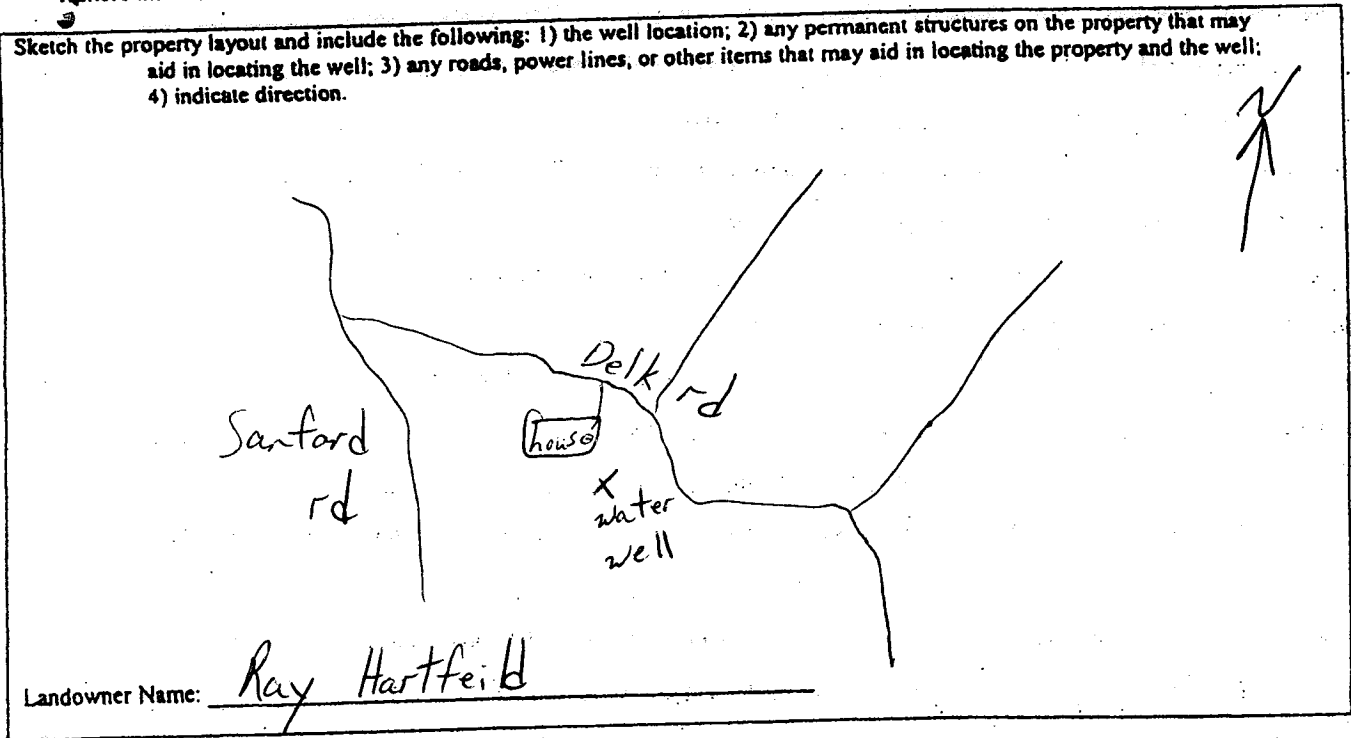 Sketch the property layout and include the following: 1) the well location; 2) any permanent structures on the property that may
aid in locating the well; 3) any roads, power lines, or other items that may aid in locating the property and the well;
4) indicate direction.
N
Delk rd
Sanford
rd
house
x
water
well
Landowner Name: Ray Hartfeild